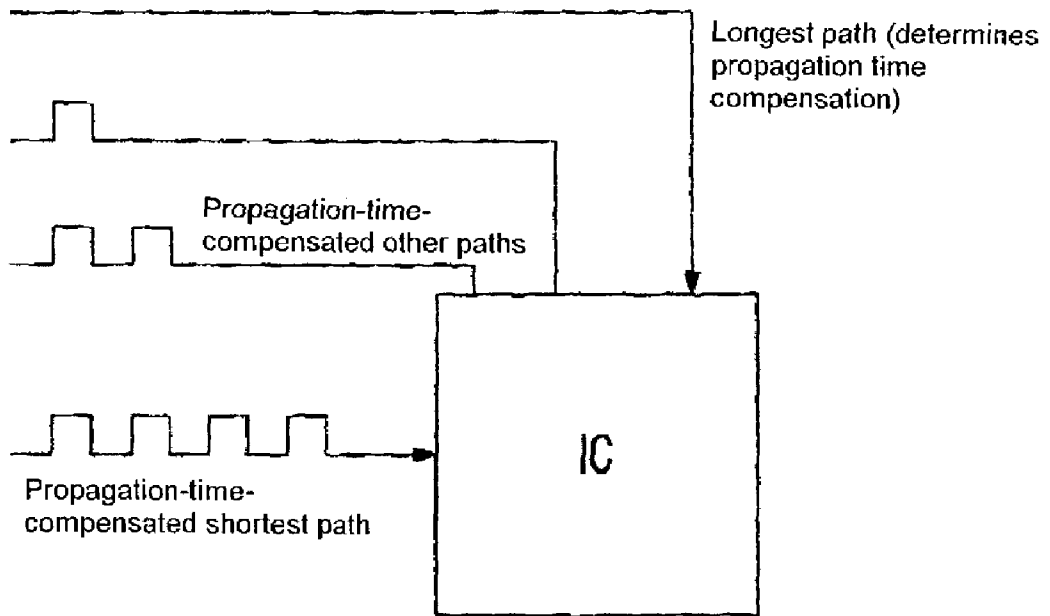 Longest path (determines
propagation time
compensation)
Propagation-time-
compensated other paths
IC
Propagation-time-
compensated shortest path